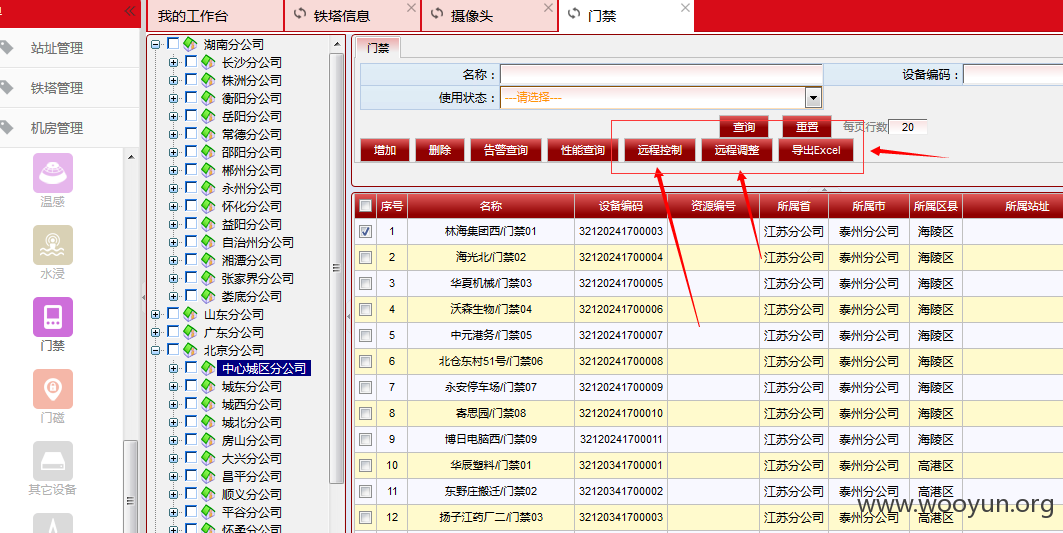 我的工作台 铁塔信息 摄像头 门禁
站址管理
铁塔管理
机房管理
温感
水浸
门禁
门磁
其它设备
湖南分公司
长沙分公司
株洲分公司
衡阳分公司
岳阳分公司
常德分公司
邵阳分公司
郴州分公司
永州分公司
怀化分公司
益阳分公司
自治州分公司
湘潭分公司
张家界分公司
娄底分公司
山东分公司
广东分公司
北京分公司
中心城区分公司
城东分公司
城西分公司
城北分公司
房山分公司
大兴分公司
昌平分公司
顺义分公司
平谷分公司
怀柔分公司
门禁
名称： 设备编码：
使用状态： ---请选择---
查询 重置 每页行数 20
增加 删除 告警查询 性能查询 远程控制 远程调整 导出Excel
序号 名称 设备编码 资源编号 所属省 所属市 所属区县 所属站址
1 林海集团西/门禁01 32120241700003 江苏分公司 泰州分公司 海陵区
2 海光北/门禁02 32120241700004 江苏分公司 泰州分公司 海陵区
3 华夏机械/门禁03 32120241700005 江苏分公司 泰州分公司 海陵区
4 沃森生物/门禁04 32120241700006 江苏分公司 泰州分公司 海陵区
5 中元港务/门禁05 32120241700007 江苏分公司 泰州分公司 海陵区
6 北仓东村51号/门禁06 32120241700008 江苏分公司 泰州分公司 海陵区
7 永安停车场/门禁07 32120241700009 江苏分公司 泰州分公司 海陵区
8 寄思园/门禁08 32120241700010 江苏分公司 泰州分公司 海陵区
9 博日电脑西/门禁09 32120241700011 江苏分公司 泰州分公司 海陵区
10 华辰塑料/门禁01 32120341700001 江苏分公司 泰州分公司 高港区
11 东野庄搬迁/门禁02 32120341700002 江苏分公司 泰州分公司 高港区
12 扬子江药厂二/门禁03 32120341700003 江苏分公司 泰州分公司 高港区
www.wooyun.org